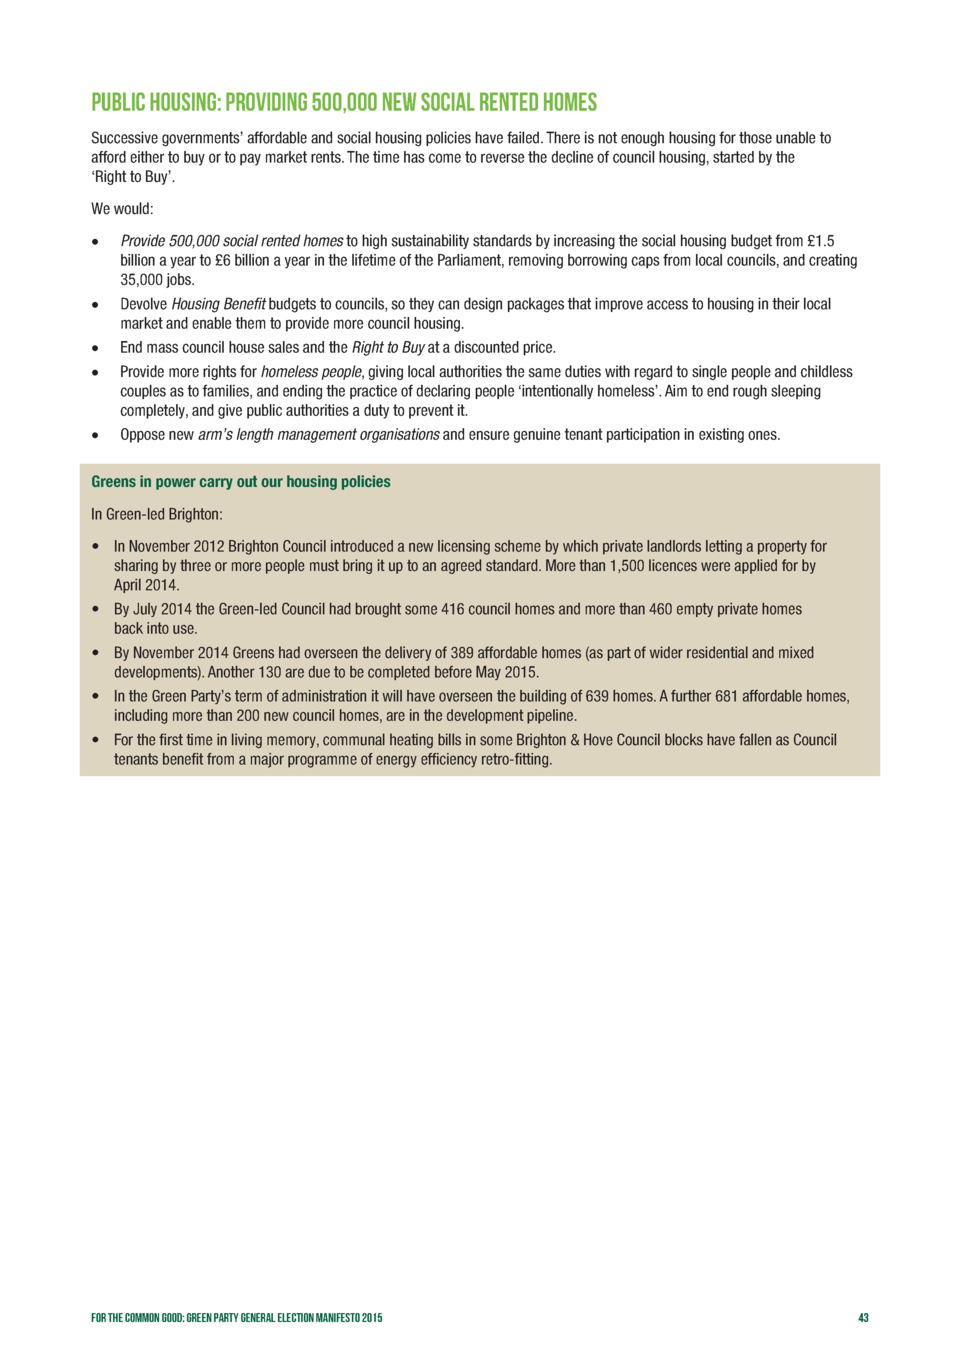 PUBLIC HOUSING: PROVIDING 500,000 NEW SOCIAL RENTED HOMES
Successive governments’ affordable and social housing policies have failed. There is not enough housing for those unable to
afford either to buy or to pay market rents. The time has come to reverse the decline of council housing, started by the
‘Right to Buy’.
We would:
• Provide 500,000 social rented homes to high sustainability standards by increasing the social housing budget from £1.5
billion a year to £6 billion a year in the lifetime of the Parliament, removing borrowing caps from local councils, and creating
35,000 jobs.
• Devolve Housing Benefit budgets to councils, so they can design packages that improve access to housing in their local
market and enable them to provide more council housing.
• End mass council house sales and the Right to Buy at a discounted price.
• Provide more rights for homeless people, giving local authorities the same duties with regard to single people and childless
couples as to families, and ending the practice of declaring people ‘intentionally homeless’. Aim to end rough sleeping
completely, and give public authorities a duty to prevent it.
• Oppose new arm’s length management organisations and ensure genuine tenant participation in existing ones.
Greens in power carry out our housing policies
In Green-led Brighton:
• In November 2012 Brighton Council introduced a new licensing scheme by which private landlords letting a property for
sharing by three or more people must bring it up to an agreed standard. More than 1,500 licences were applied for by
April 2014.
• By July 2014 the Green-led Council had brought some 416 council homes and more than 460 empty private homes
back into use.
• By November 2014 Greens had overseen the delivery of 389 affordable homes (as part of wider residential and mixed
developments). Another 130 are due to be completed before May 2015.
• In the Green Party’s term of administration it will have overseen the building of 639 homes. A further 681 affordable homes,
including more than 200 new council homes, are in the development pipeline.
• For the first time in living memory, communal heating bills in some Brighton & Hove Council blocks have fallen as Council
tenants benefit from a major programme of energy efficiency retro-fitting.
FOR THE COMMON GOOD: GREEN PARTY GENERAL ELECTION MANIFESTO 2015 43